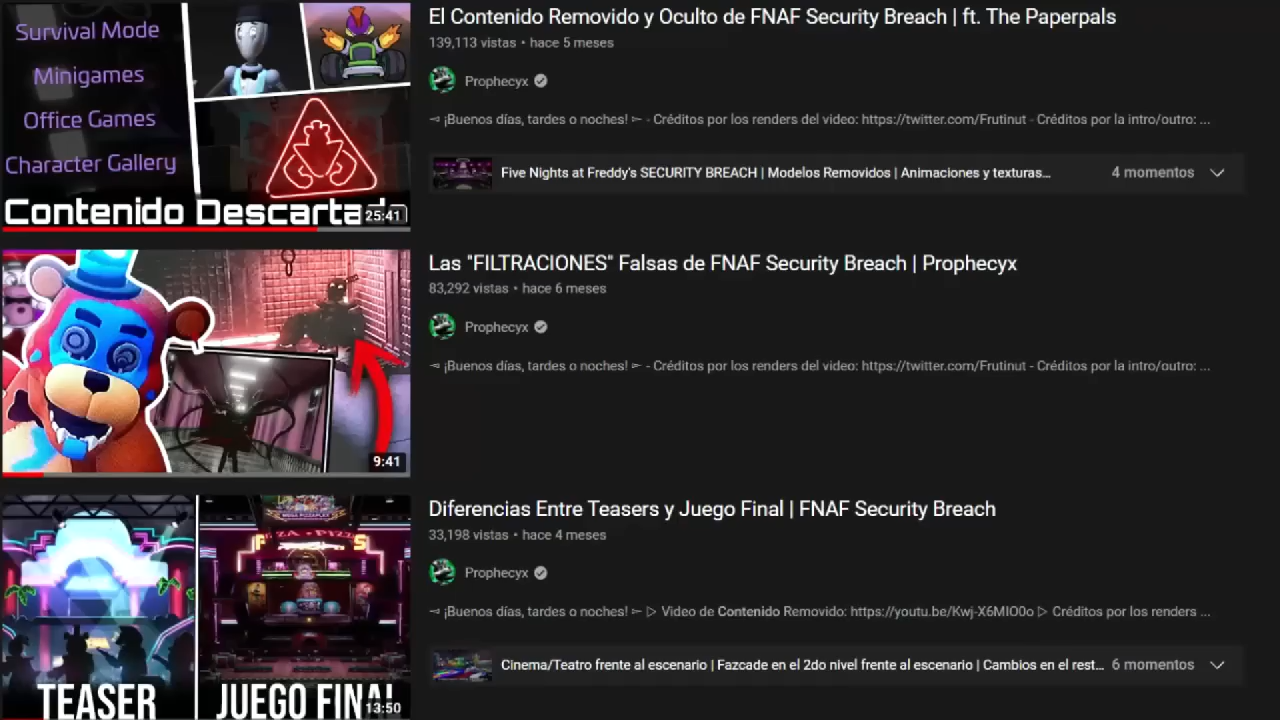 Survival Mode
Minigames
Office Games
Character Gallery
Contenido Descarta
25:41
El Contenido Removido y Oculto de FNAF Security Breach | ft. The Paperpals
139,113 vistas • hace 5 meses
Prophecyx
⊰ ¡Buenos días, tardes o noches! ⊱ - Créditos por los renders del video: https://twitter.com/Frutinut - Créditos por la intro/outro: ...
Five Nights at Freddy's SECURITY BREACH | Modelos Removidos | Animaciones y texturas...
4 momentos
9:41
Las "FILTRACIONES" Falsas de FNAF Security Breach | Prophecyx
83,292 vistas • hace 6 meses
Prophecyx
⊰ ¡Buenos días, tardes o noches! ⊱ - Créditos por los renders del video: https://twitter.com/Frutinut - Créditos por la intro/outro: ...
TEASER
JUEGO FINAL
13:50
Diferencias Entre Teasers y Juego Final | FNAF Security Breach
33,198 vistas • hace 4 meses
Prophecyx
⊰ ¡Buenos días, tardes o noches! ⊱ ▷ Video de Contenido Removido: https://youtu.be/Kwj-X6MIO0o ▷ Créditos por los renders ...
Cinema/Teatro frente al escenario | Fazcade en el 2do nivel frente al escenario | Cambios en el rest...
6 momentos